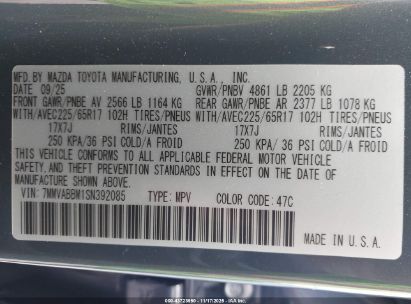 MFD. BY MAZDA TOYOTA MANUFACTURING, U.S.A., INC.
DATE 09/25 GVWR/PNBV 4861 LB 2205 KG
FRONT GAWR/PNBE AV 2566 LB 1164 KG REAR GAWR/PNBE AR 2377 LB 1078 KG
WITH/AVEC225/65R17 102H TIRES/PNEUS WITH/AVEC225/65R17 102H TIRES/PNEUS
17X7J RIMS/JANTES 17X7J RIMS/JANTES
250 KPA/36 PSI COLD/A FROID 250 KPA/ 36 PSI COLD/A FROID
THIS VEHICLE CONFORMS TO ALL APPLICABLE FEDERAL MOTOR VEHICLE
SAFETY, AND THEFT PREVENTION STANDARDS IN EFFECT ON THE DATE OF
MANUFACTURE SHOWN ABOVE.
VIN: 7MMVABBW1SN392085 TYPE: MPV COLOR CODE: 47C
MADE IN U.S.A.